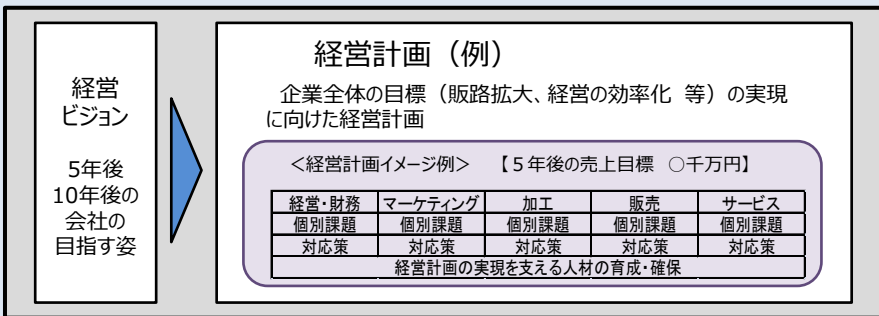 経営
ビジョン
5年後
10年後の
会社の
目指す姿
経営計画（例）
企業全体の目標（販路拡大、経営の効率化 等）の実現
に向けた経営計画
＜経営計画イメージ例＞ 【５年後の売上目標 ○千万円】
経営・財務 マーケティング 加工 販売 サービス
個別課題 個別課題 個別課題 個別課題 個別課題
対応策 対応策 対応策 対応策 対応策
経営計画の実現を支える人材の育成・確保